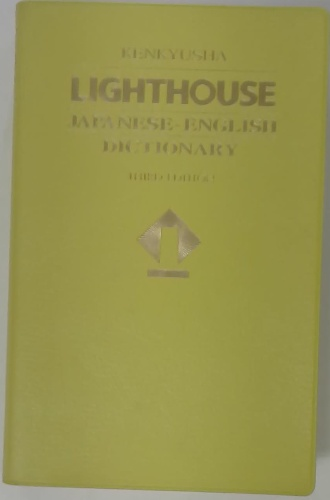 KENKYUSHA
LIGHTHOUSE
JAPANESE-ENGLISH
DICTIONARY
THIRD EDITION